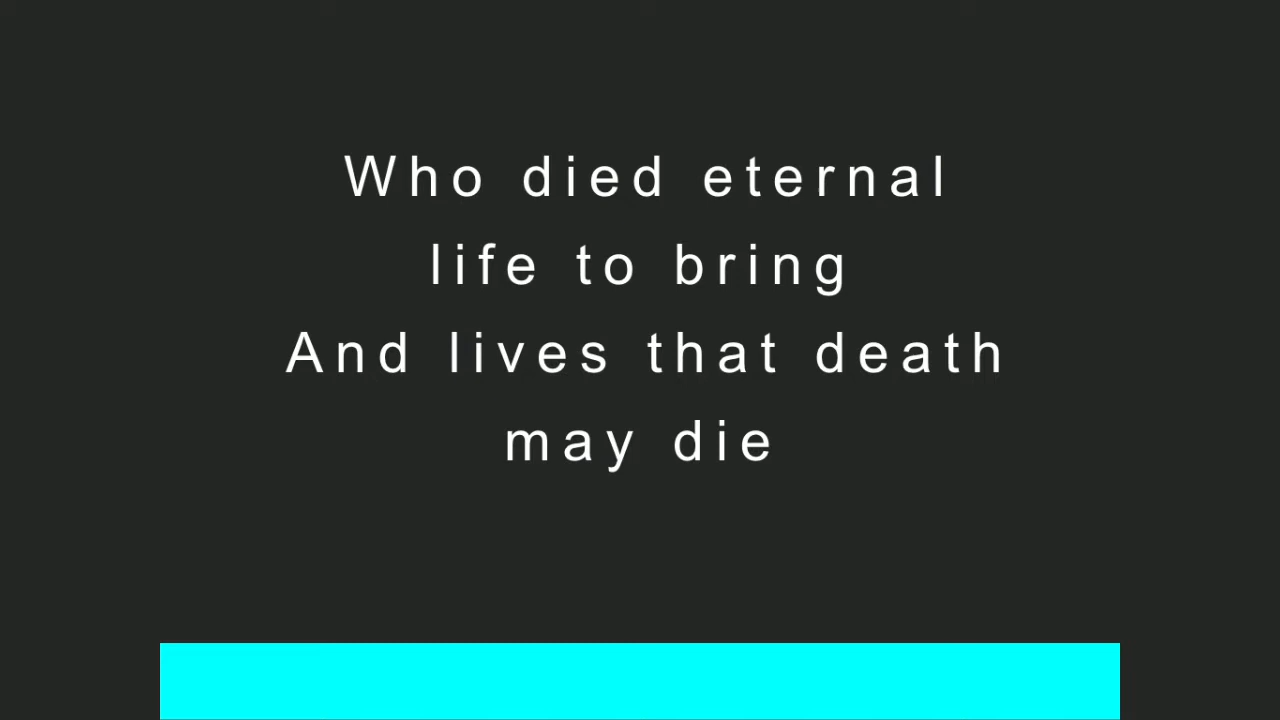 Who died eternal
life to bring
And lives that death
may die